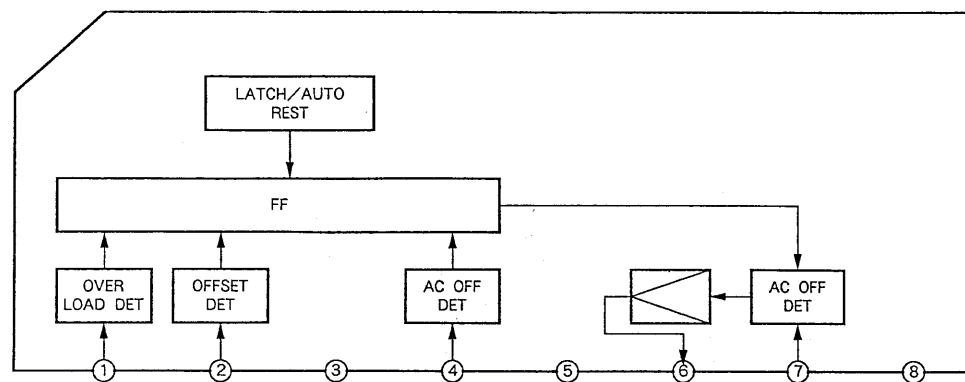 LATCH/AUTO
REST
FF
OVER
LOAD DET
OFFSET
DET
AC OFF
DET
AC OFF
DET
1 2 3 4 5 6 7 8